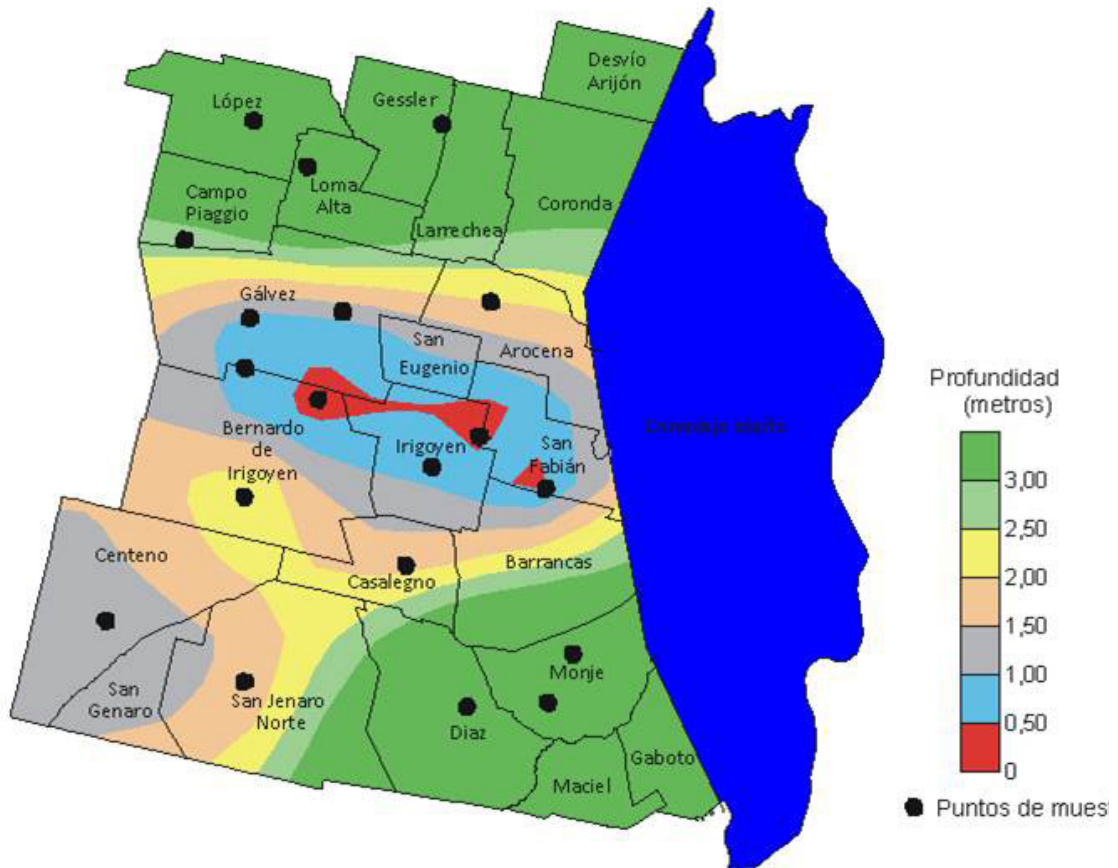 Desvío
Arijón
López
Gessler
Campo
Piaggio
Loma
Alta
Larrechea
Coronda
Gálvez
San
Eugenio
Arocena
Bernardo
de
Irigoyen
Irigoyen
San
Fabián
Centeno
Casalegno
Barrancas
San
Genaro
San Jenaro
Norte
Diaz
Monje
Maciel
Gaboto
Profundidad
(metros)
3,00
2,50
2,00
1,50
1,00
0,50
0
Puntos de muest